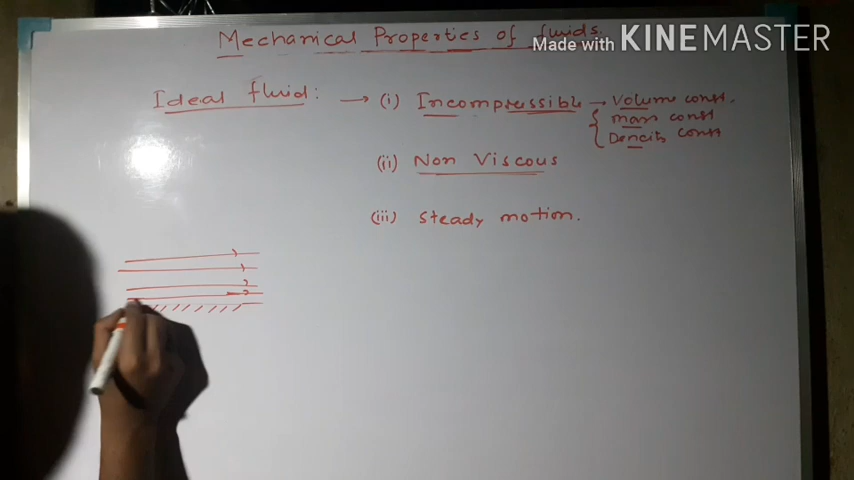 Mechanical Properties of fluids.
Made with KINEMASTER
Ideal fluid : → (i) Incompressible → Volume const.
mass const
Dencity const
(ii) Non Viscous
(iii) Steady motion.